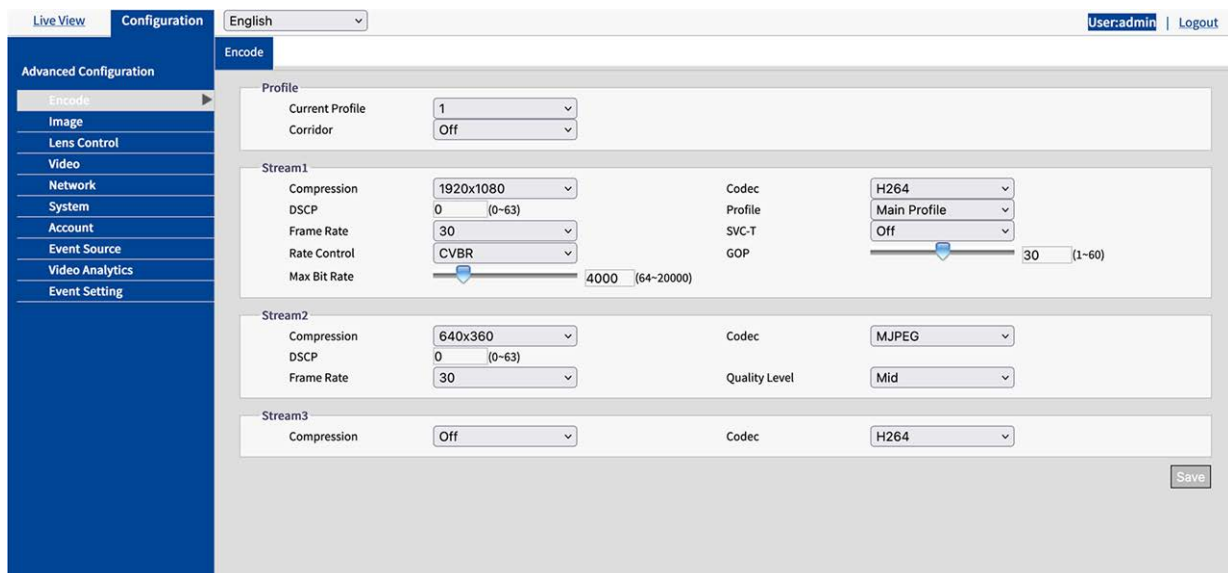 Live View Configuration English User:admin | Logout
Encode
Advanced Configuration
Encode
Image
Lens Control
Video
Network
System
Account
Event Source
Video Analytics
Event Setting
Profile
Current Profile 1
Corridor Off
Stream1
Compression 1920x1080 Codec H264
DSCP 0 (0~63) Profile Main Profile
Frame Rate 30 SVC-T Off
Rate Control CVBR GOP 30 (1~60)
Max Bit Rate 4000 (64~20000)
Stream2
Compression 640x360 Codec MJPEG
DSCP 0 (0~63)
Frame Rate 30 Quality Level Mid
Stream3
Compression Off Codec H264
Save